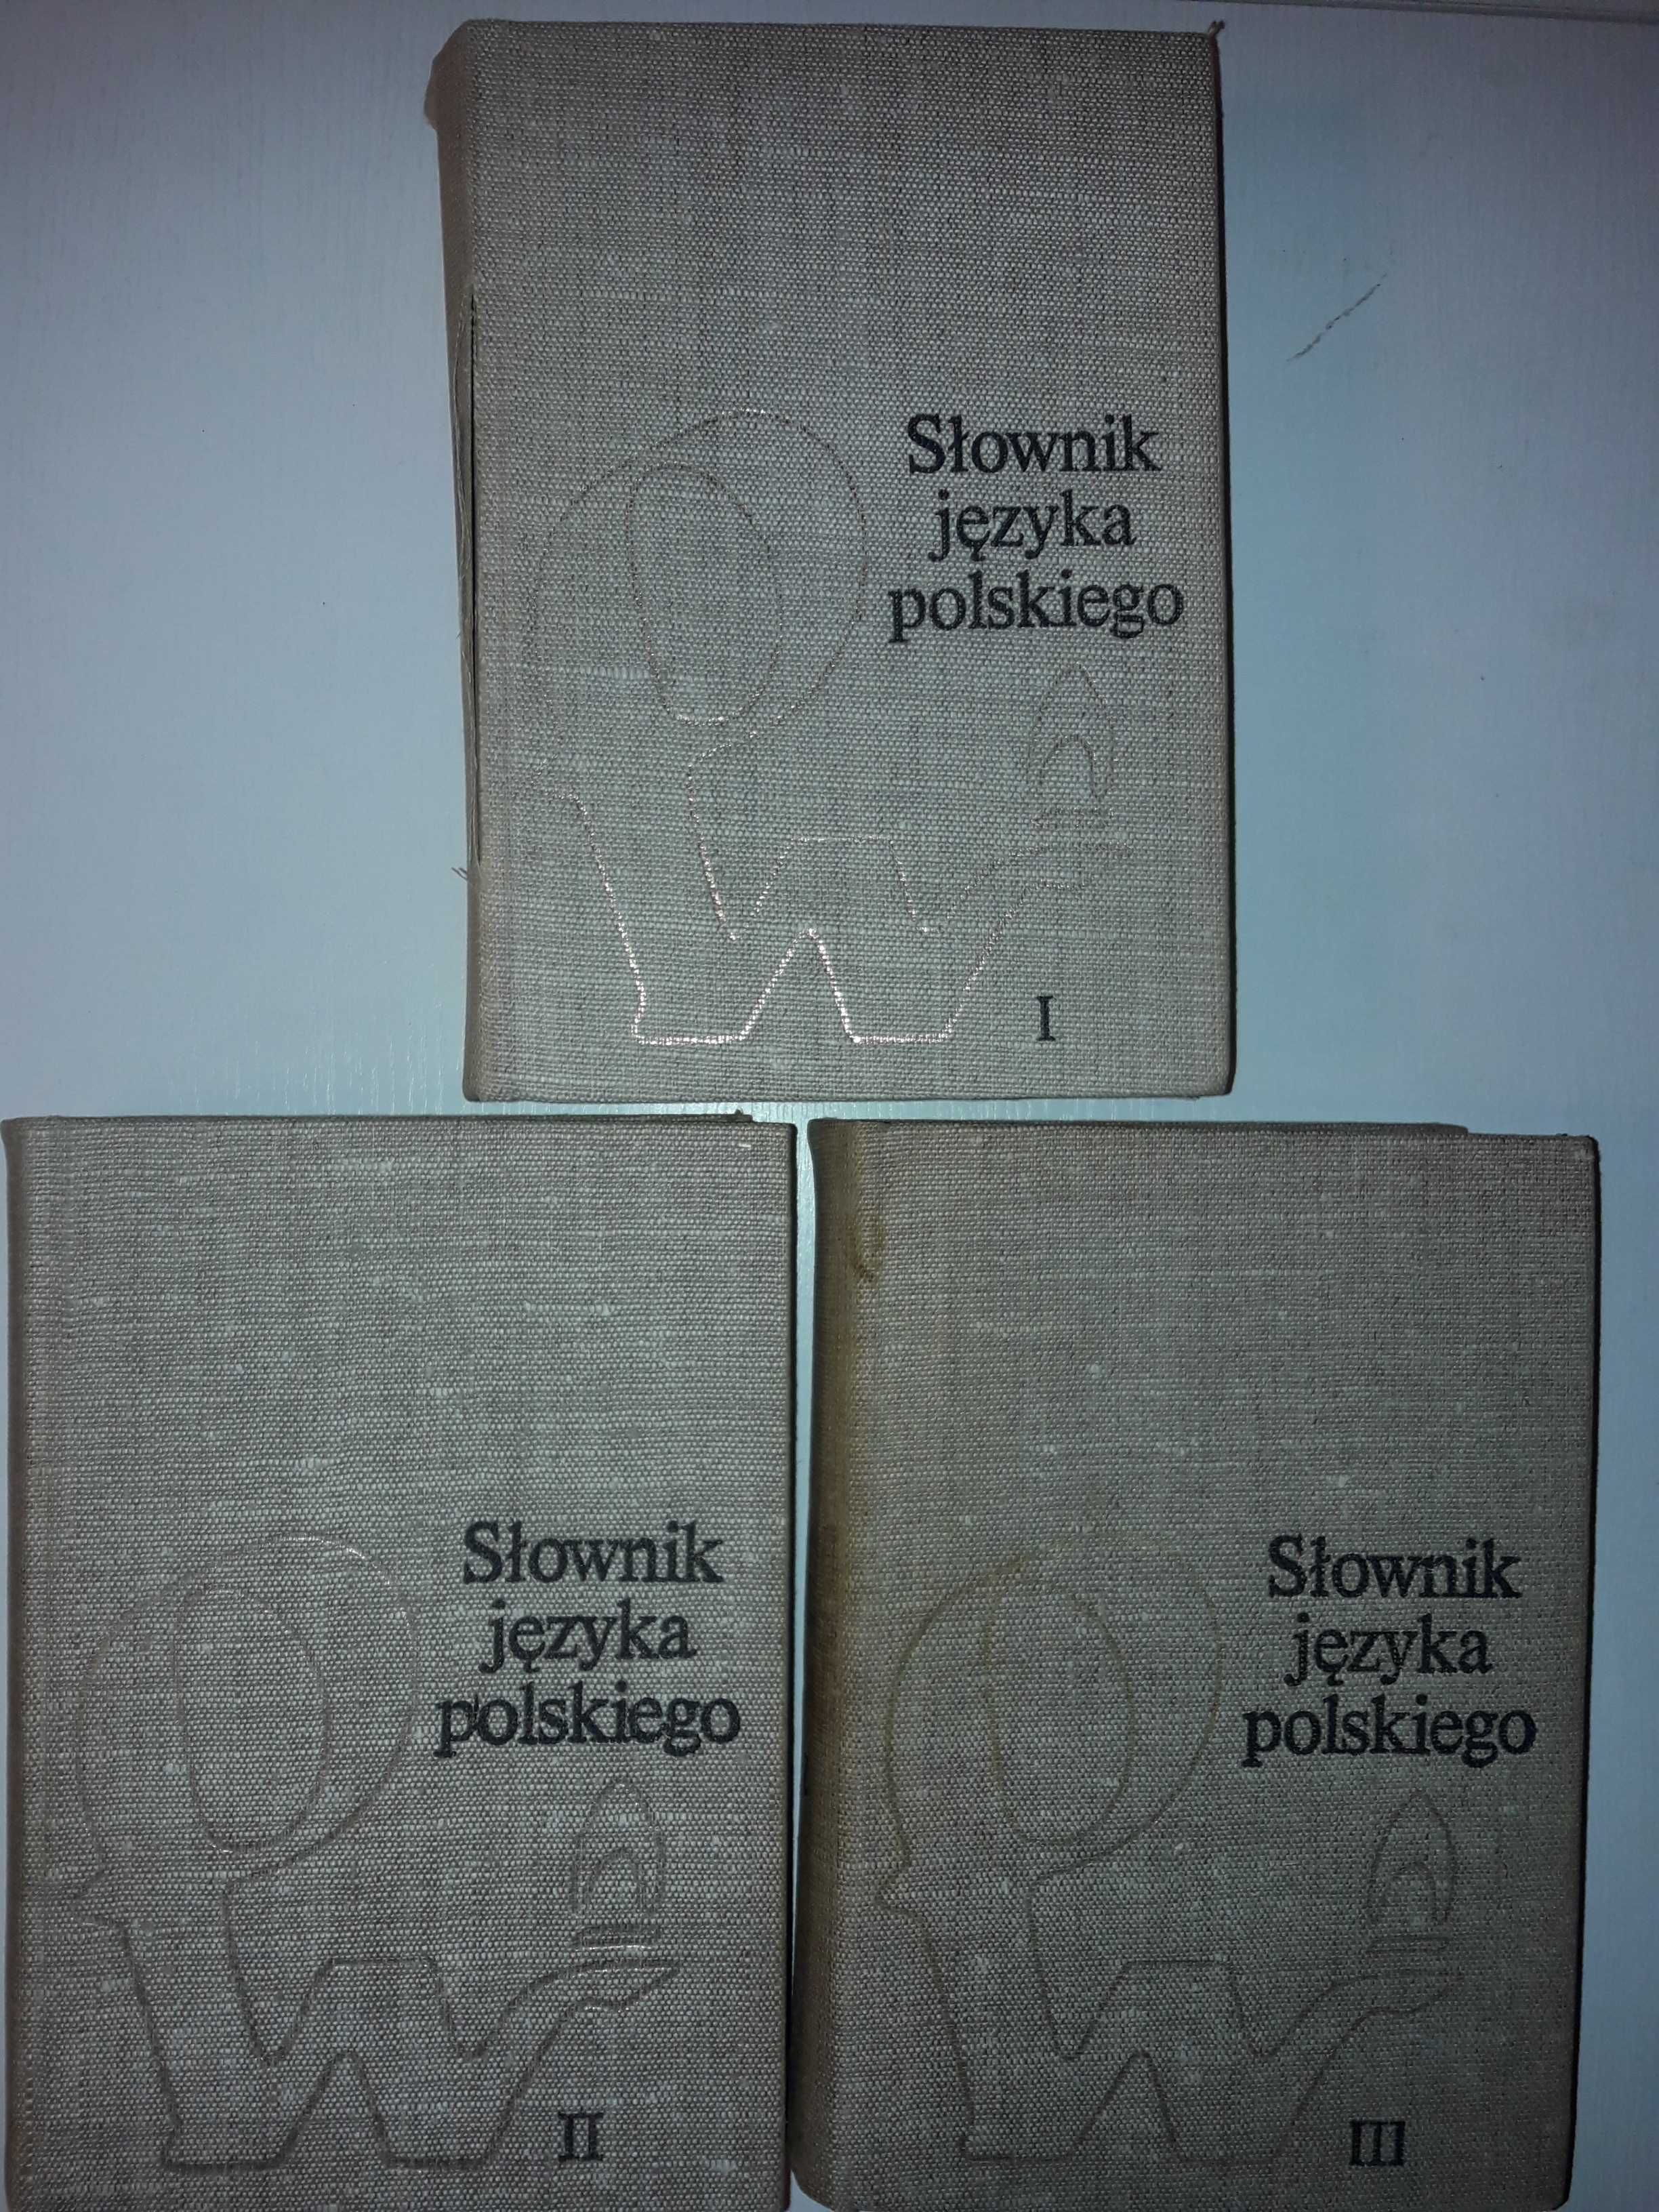 Słownik
języka
polskiego
I
Słownik
języka
polskiego
II
Słownik
języka
polskiego
III